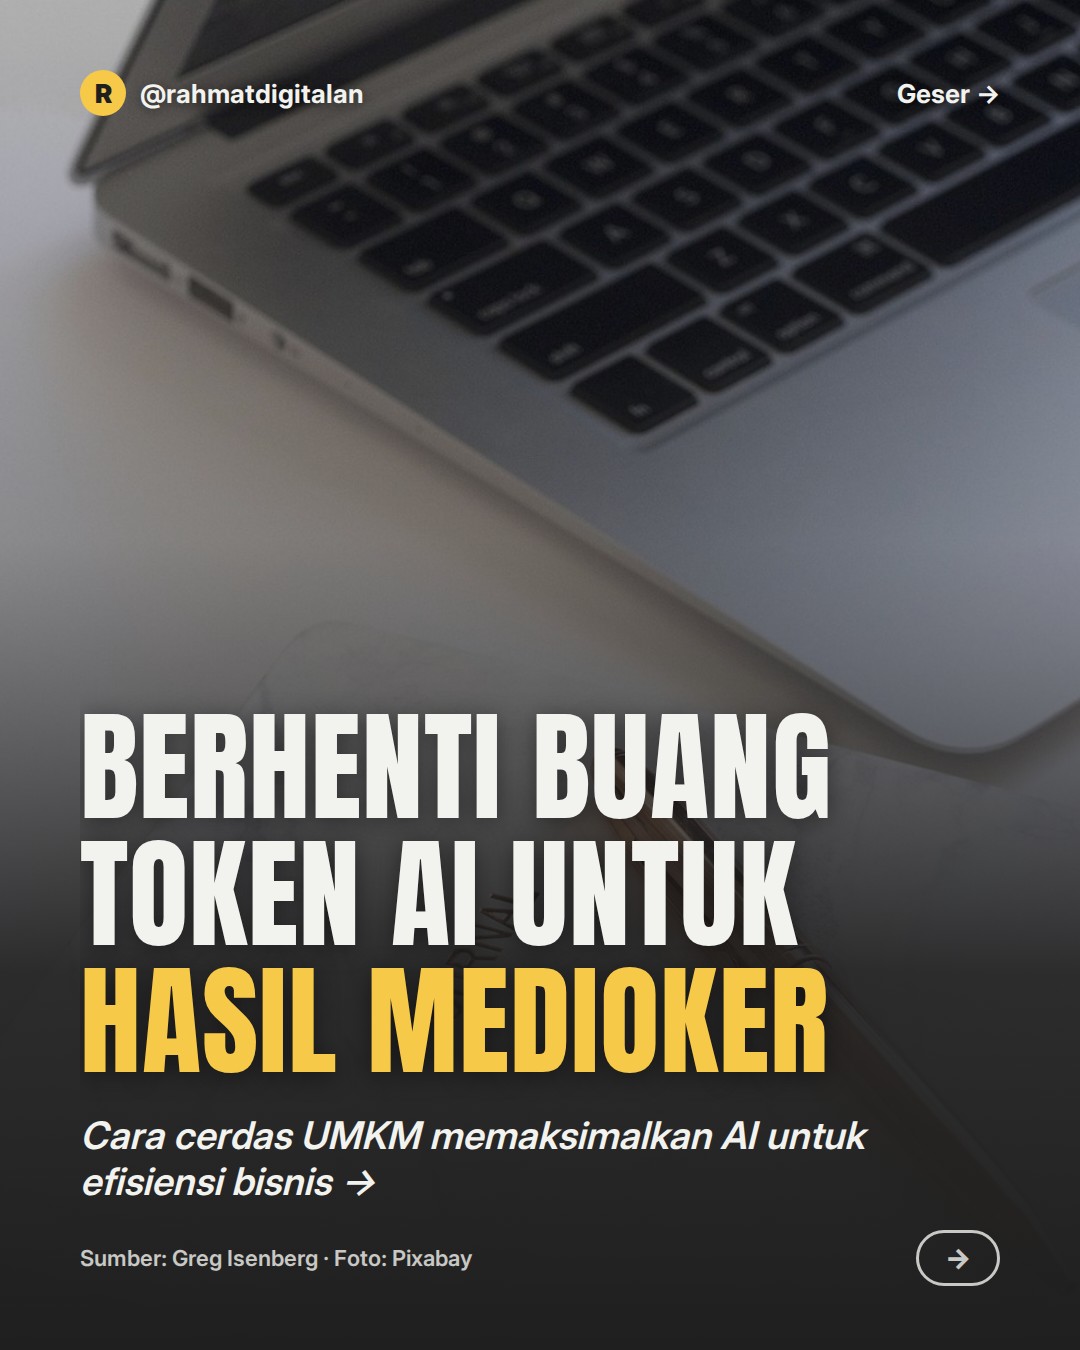 R @rahmatdigitalan
Geser →
BERHENTI BUANG
TOKEN AI UNTUK
HASIL MEDIOKER
Cara cerdas UMKM memaksimalkan AI untuk
efisiensi bisnis →
Sumber: Greg Isenberg · Foto: Pixabay
→